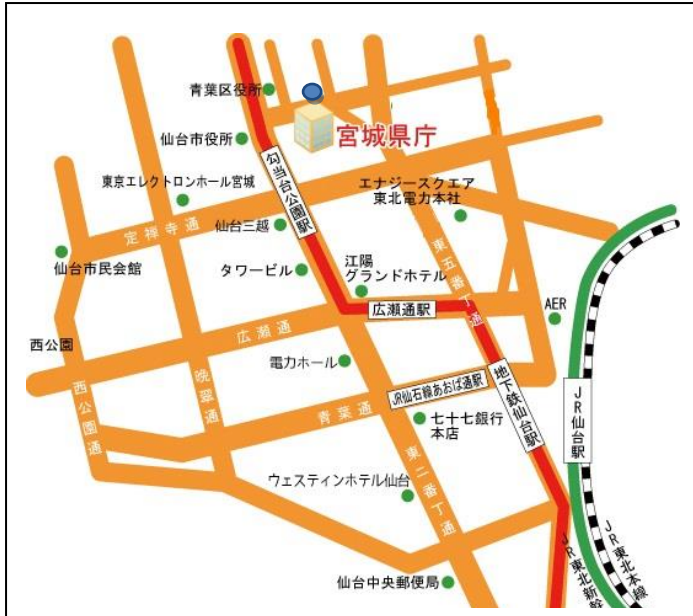 青葉区役所
宮城県庁
仙台市役所
勾当台公園駅
東京エレクトロンホール宮城
エナジースクエア
東北電力本社
定禅寺通
仙台三越
仙台市民会館
タワービル
江陽
グランドホテル
東五番丁通
広瀬通駅
AER
広瀬通
西公園
電力ホール
JR仙石線あおば通駅
地下鉄仙台駅
JR仙台駅
西公園通
晩翠通
青葉通
七十七銀行
本店
東二番丁通
ウェスティンホテル仙台
仙台中央郵便局
JR東北新幹
JR東北本線